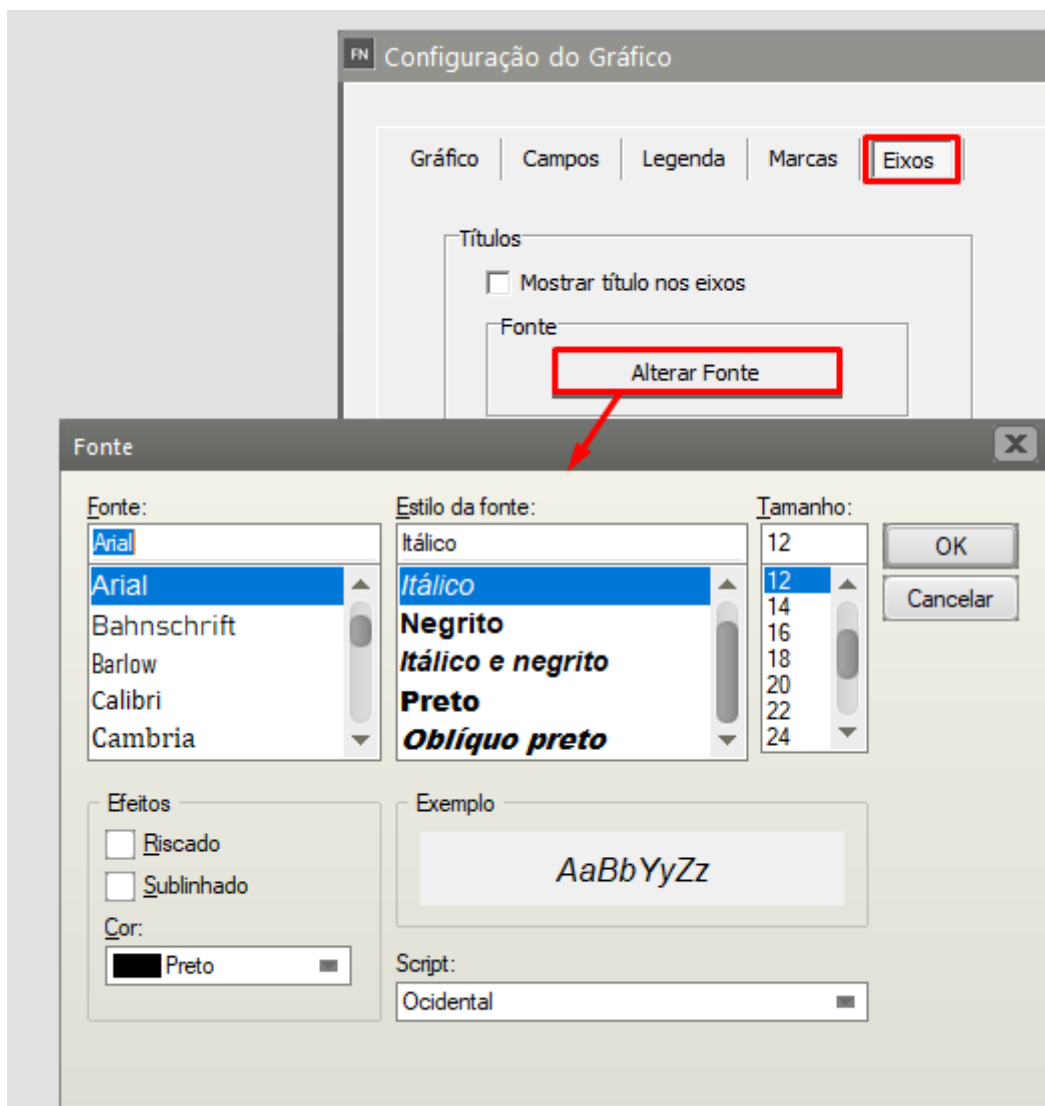 FN Configuração do Gráfico
Gráfico Campos Legenda Marcas Eixos
Títulos
Mostrar título nos eixos
Fonte
Alterar Fonte
Fonte
Fonte: Estilo da fonte: Tamanho:
Arial Itálico 12 OK
Arial Itálico 12 Cancelar
Bahnschrift Negrito 14
Barlow Itálico e negrito 16
Calibri Preto 18
Cambria Oblíquo preto 20
22
24
Efeitos Exemplo
Riscado
AaBbYyZz
Sublinhado
Cor:
Preto Script:
Ocidental